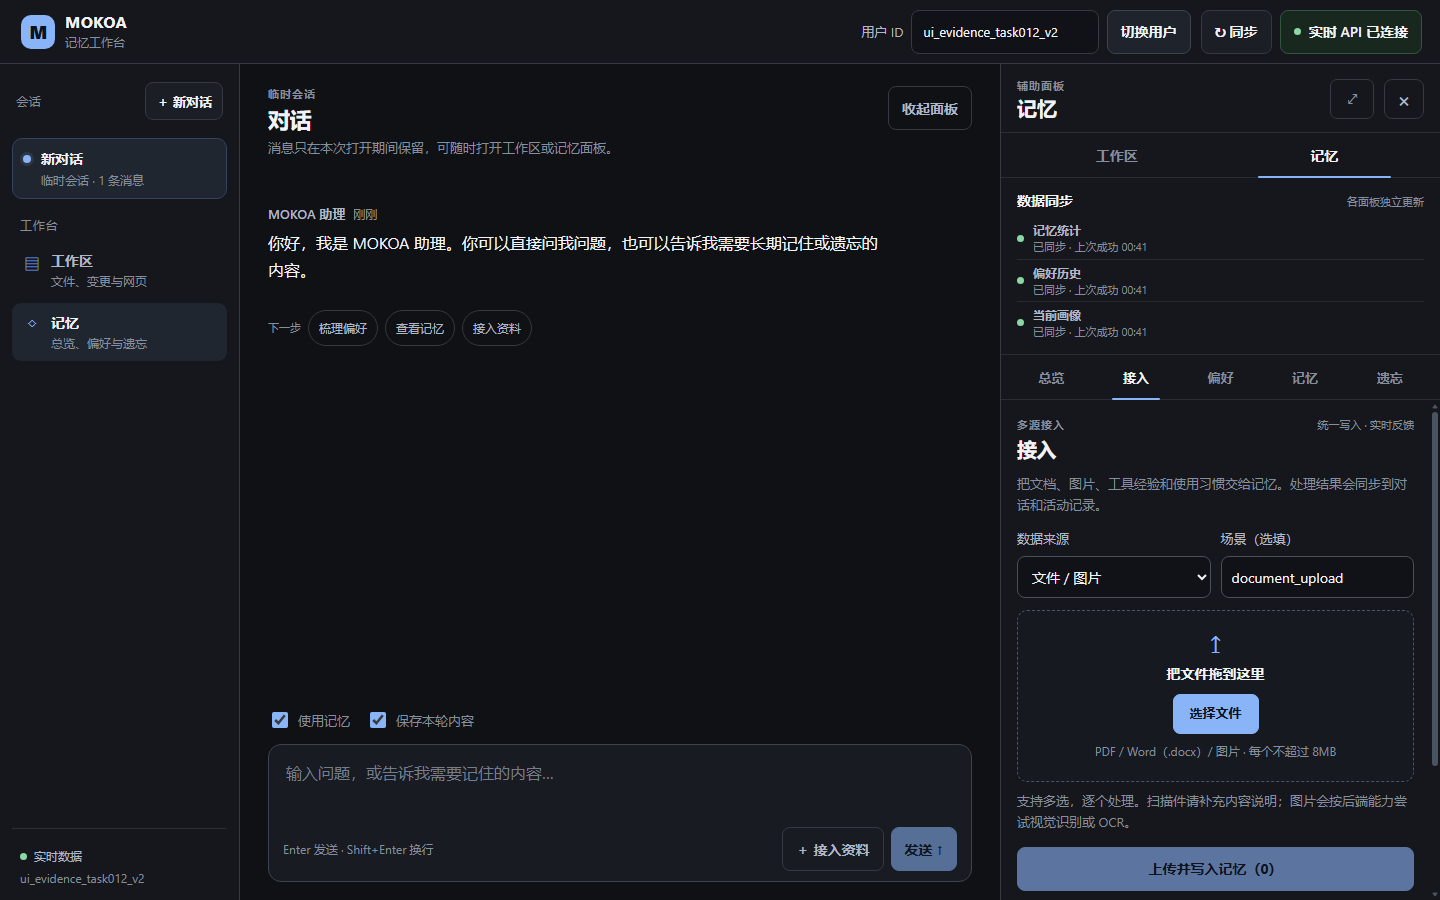 M
MOKOA
记忆工作台
用户 ID
ui_evidence_task012_v2
切换用户
↻ 同步
实时 API 已连接
会话
+ 新对话
新对话
临时会话 · 1 条消息
工作台
工作区
文件、变更与网页
记忆
总览、偏好与遗忘
实时数据
ui_evidence_task012_v2
临时会话
对话
消息只在本次打开期间保留，可随时打开工作区或记忆面板。
收起面板
MOKOA 助理 刚刚
你好，我是 MOKOA 助理。你可以直接问我问题，也可以告诉我需要长期记住或遗忘的
内容。
下一步
梳理偏好
查看记忆
接入资料
使用记忆
保存本轮内容
输入问题，或告诉我需要记住的内容...
Enter 发送 · Shift+Enter 换行
+ 接入资料
发送 ↑
辅助面板
记忆
工作区
记忆
数据同步
各面板独立更新
记忆统计
已同步 · 上次成功 00:41
偏好历史
已同步 · 上次成功 00:41
当前画像
已同步 · 上次成功 00:41
总览
接入
偏好
记忆
遗忘
多源接入
统一写入 · 实时反馈
接入
把文档、图片、工具经验和使用习惯交给记忆。处理结果会同步到对
话和活动记录。
数据来源
场景（选填）
文件 / 图片
document_upload
↥
把文件拖到这里
选择文件
PDF / Word（.docx）/ 图片 · 每个不超过 8MB
支持多选，逐个处理。扫描件请补充内容说明；图片会按后端能力尝
试视觉识别或 OCR。
上传并写入记忆（0）